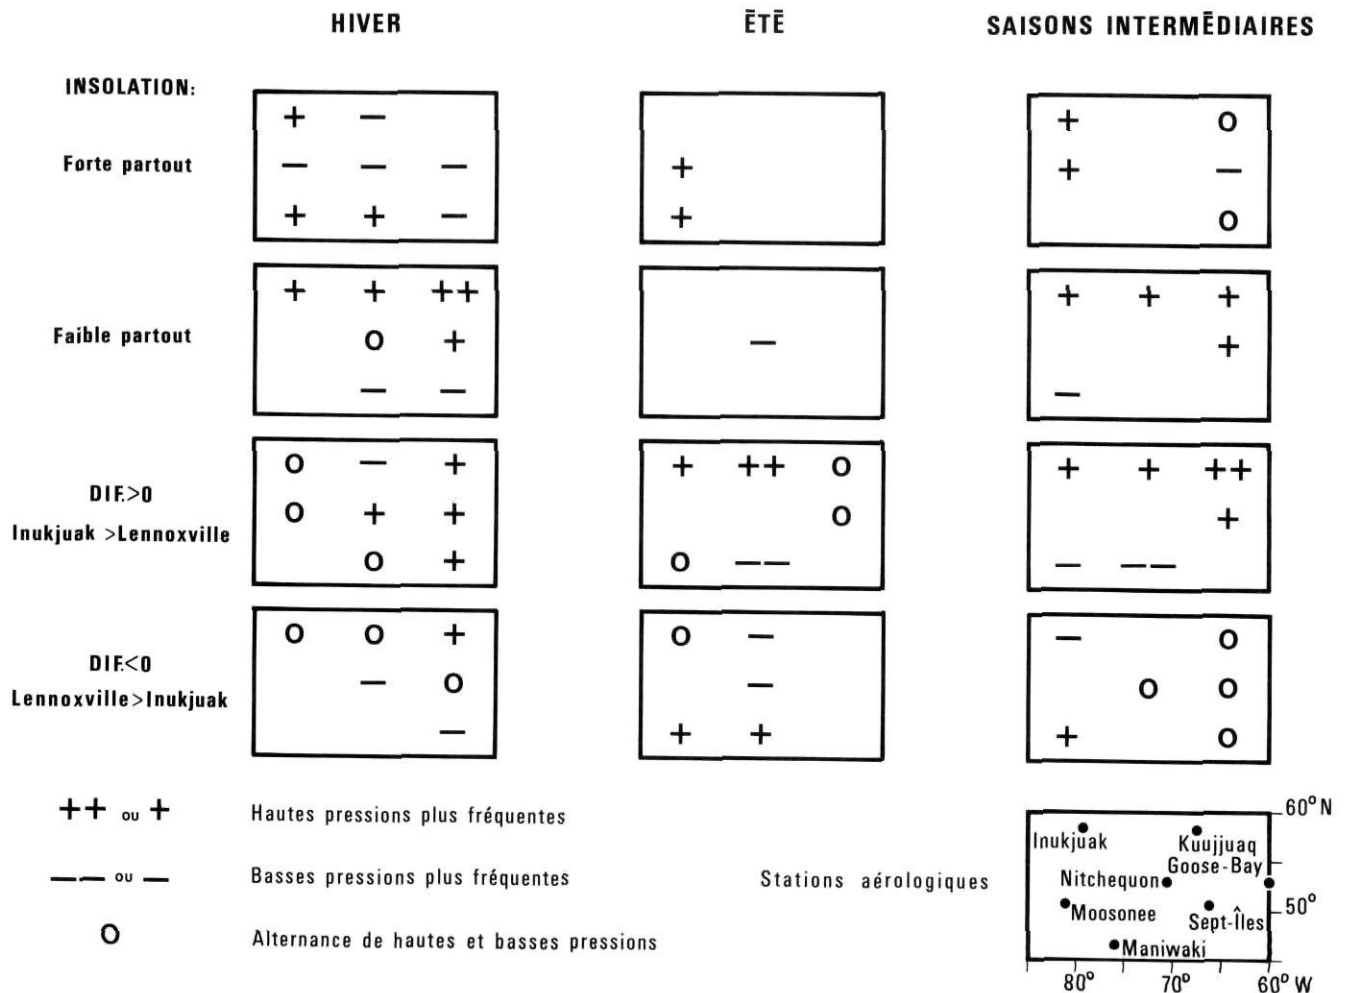 HIVER ĒTĒ SAISONS INTERMĒDIAIRES
INSOLATION:
+ —
+ O
Forte partout
— — —
+
+ —
+ + —
+
O
+ + ++
+ + +
Faible partout
O +
—
+
— —
—
O — +
+ ++ O
+ + ++
DIF.>0
O + +
O
+
Inukjuak >Lennoxville
O +
O ——
— ——
O O +
O —
— O
DIF.<0
— O
—
O O
Lennoxville>Inukjuak
—
+ +
+ O
++ ou + Hautes pressions plus fréquentes
—— ou — Basses pressions plus fréquentes
O Alternance de hautes et basses pressions
Stations aérologiques
60°N
Inukjuak
Kuujjuaq
Goose-Bay
Nitchequon
50°
Moosonee
Sept-Îles
Maniwaki
80° 70° 60° W